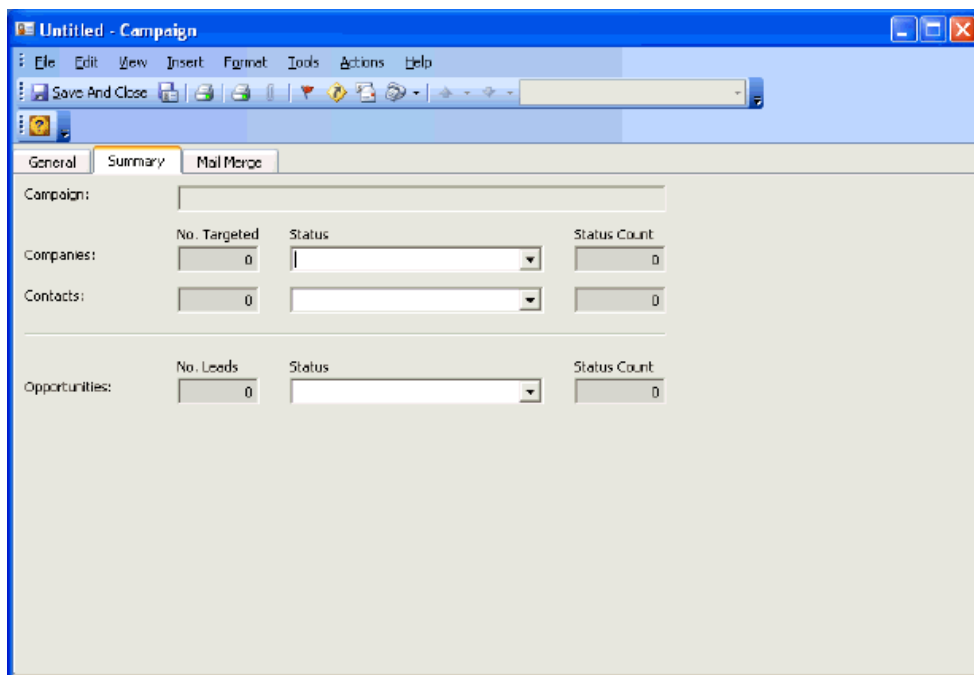 Untitled - Campaign
File Edit View Insert Format Tools Actions Help
Save And Close
General Summary Mail Merge
Campaign:
No. Targeted Status Status Count
Companies: 0 0
Contacts: 0 0
No. Leads Status Status Count
Opportunities: 0 0